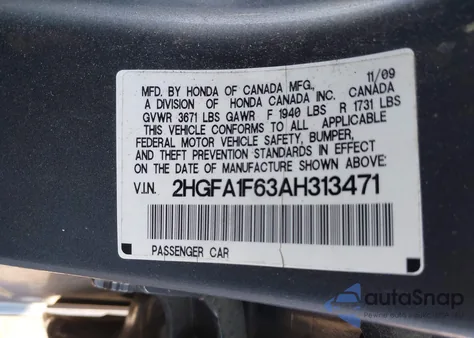 MFD. BY HONDA OF CANADA MFG., 11/09
A DIVISION OF HONDA CANADA INC. CANADA
GVWR 3671 LBS GAWR F 1940 LBS R 1731 LBS
THIS VEHICLE CONFORMS TO ALL APPLICABLE
FEDERAL MOTOR VEHICLE SAFETY, BUMPER,
AND THEFT PREVENTION STANDARDS IN EFFECT
ON THE DATE OF MANUFACTURE SHOWN ABOVE.
V.I.N. 2HGFA1F63AH313471
PASSENGER CAR
autoSnap